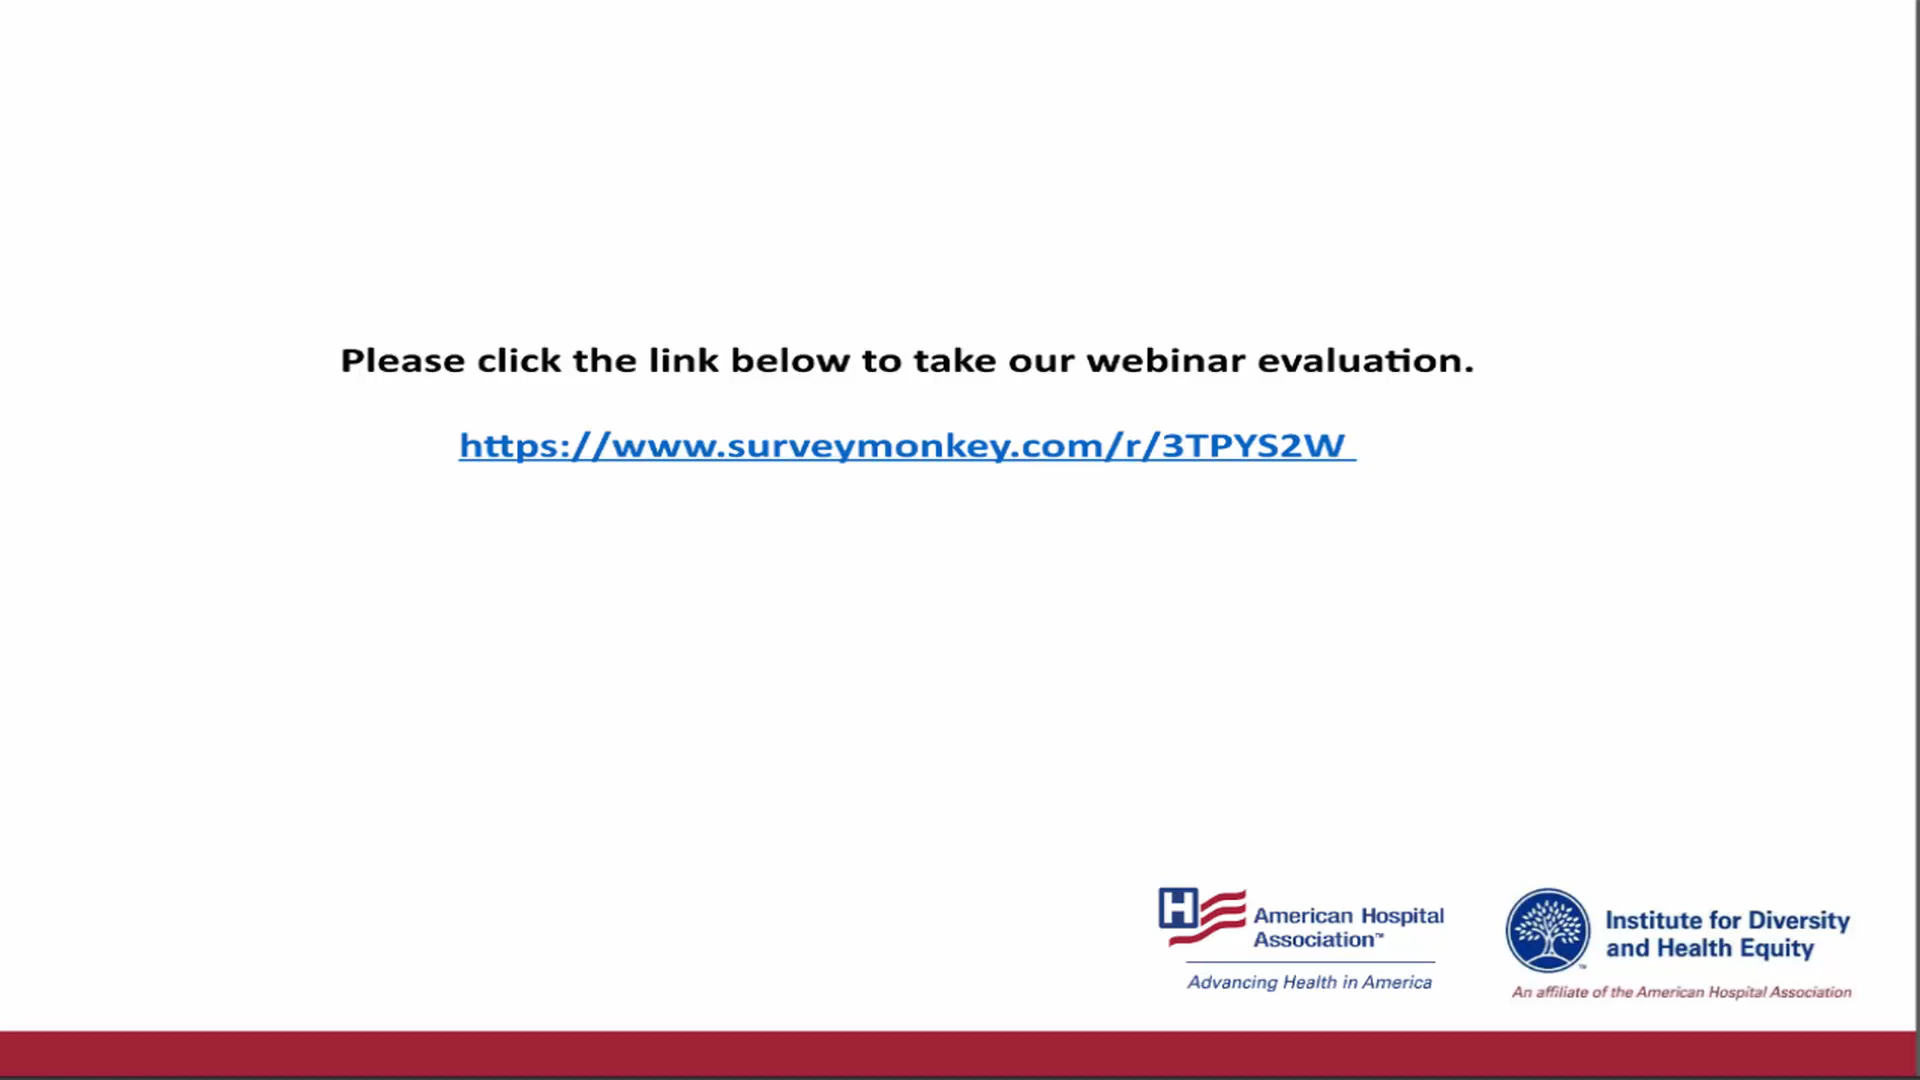 Please click the link below to take our webinar evaluation.
https://www.surveymonkey.com/r/3TPYS2W
H
American Hospital
Association™
Advancing Health in America
Institute for Diversity
and Health Equity
™
An affiliate of the American Hospital Association